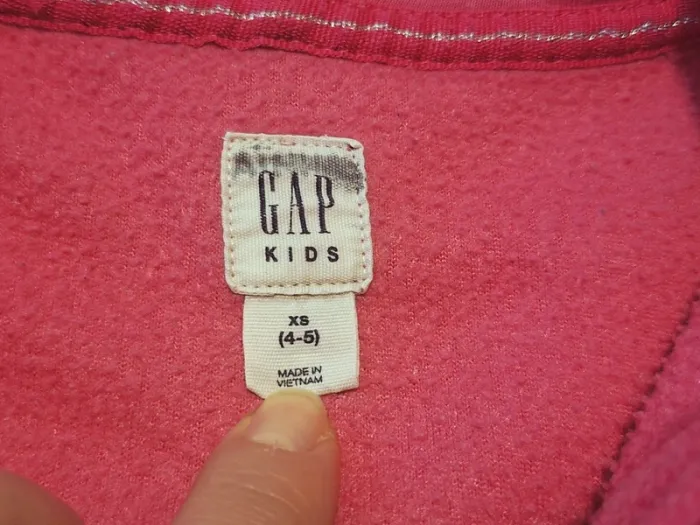 GAP
KIDS
XS
(4-5)
MADE IN
VIETNAM